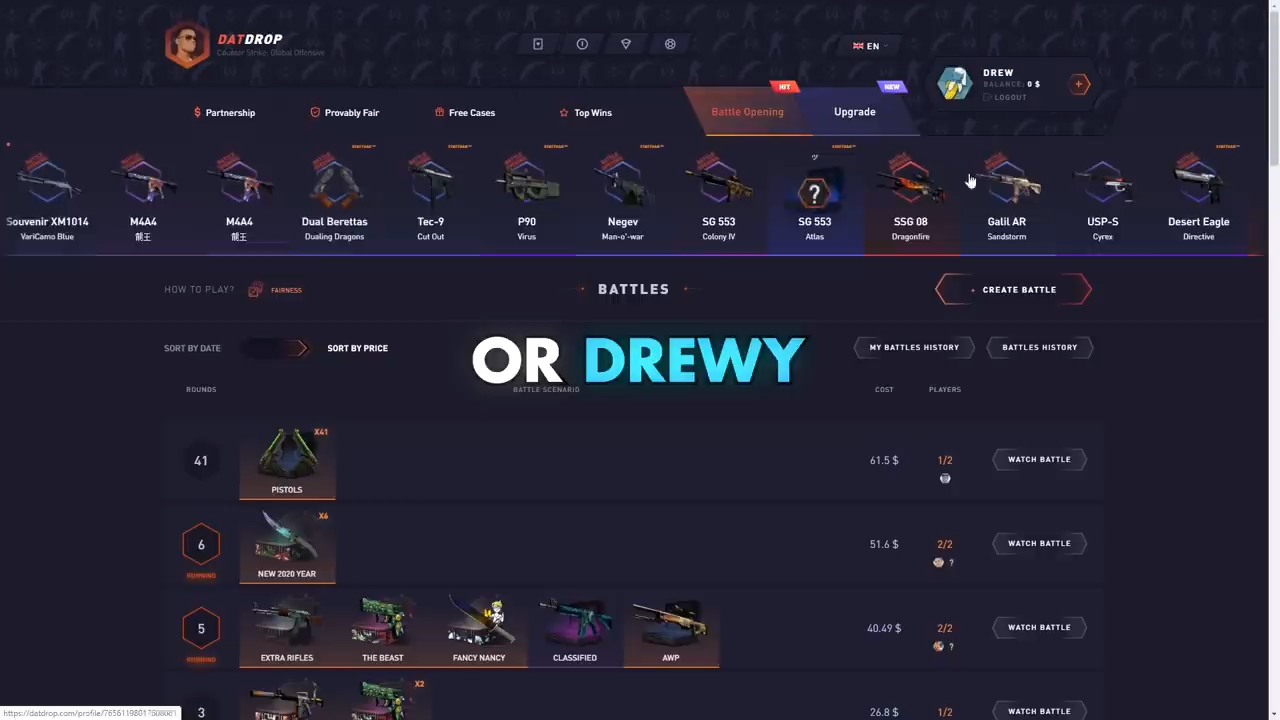 DATDROP
Counter Strike: Global Offensive
EN
DREW
BALANCE: 0 $
LOGOUT
+
HIT
NEW
Partnership
Provably Fair
Free Cases
Top Wins
Battle Opening
Upgrade
Souvenir XM1014
VariCamo Blue
M4A4
龍王
M4A4
龍王
Dual Berettas
Dualing Dragons
Tec-9
Cut Out
P90
Virus
Negev
Man-o'-war
SG 553
Colony IV
?
SG 553
Atlas
SSG 08
Dragonfire
Galil AR
Sandstorm
USP-S
Cyrex
Desert Eagle
Directive
HOW TO PLAY?
FAIRNESS
BATTLES
+ CREATE BATTLE
SORT BY DATE
SORT BY PRICE
OR DREWY
MY BATTLES HISTORY
BATTLES HISTORY
ROUNDS
BATTLE SCENARIO
COST
PLAYERS
41
X41
PISTOLS
61.5 $
1/2
WATCH BATTLE
6
RUNNING
X6
NEW 2020 YEAR
51.6 $
2/2
?
WATCH BATTLE
5
RUNNING
EXTRA RIFLES
THE BEAST
FANCY NANCY
CLASSIFIED
AWP
40.49 $
2/2
?
WATCH BATTLE
3
X2
26.8 $
1/2
WATCH BATTLE